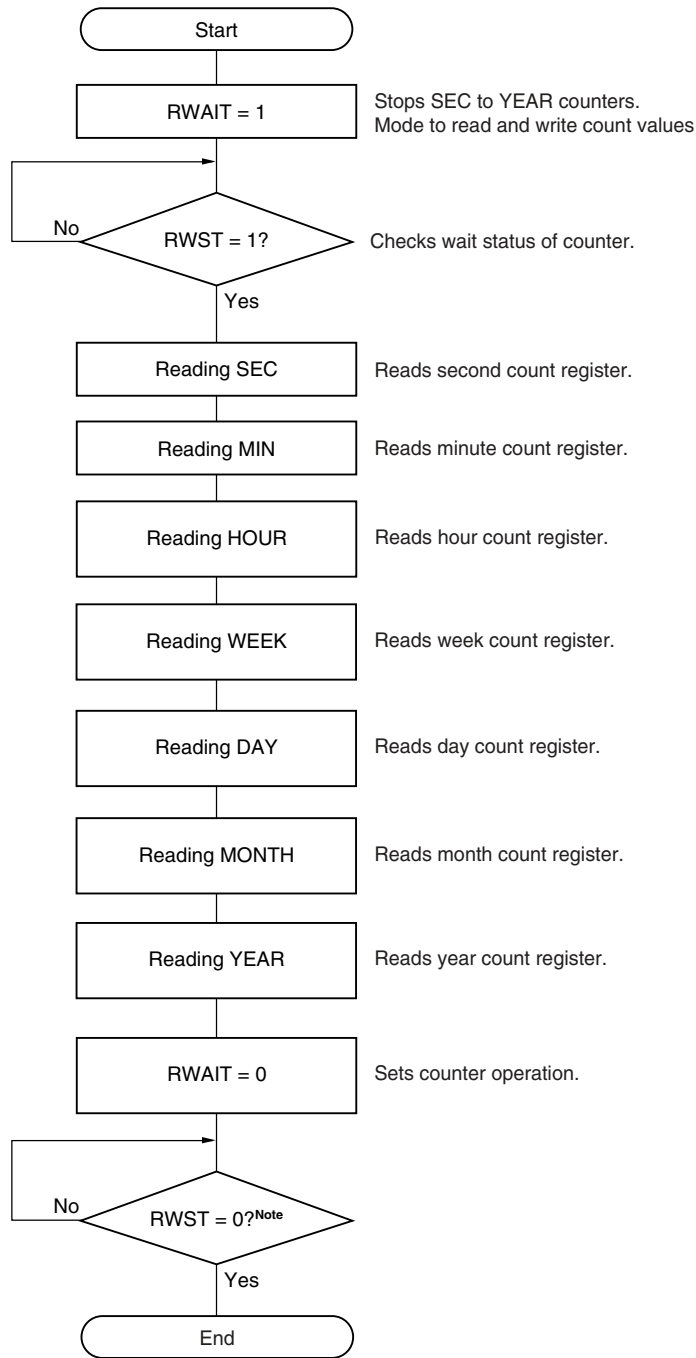 Start
RWAIT = 1
Stops SEC to YEAR counters.
Mode to read and write count values
No
RWST = 1?
Checks wait status of counter.
Yes
Reading SEC
Reads second count register.
Reading MIN
Reads minute count register.
Reading HOUR
Reads hour count register.
Reading WEEK
Reads week count register.
Reading DAY
Reads day count register.
Reading MONTH
Reads month count register.
Reading YEAR
Reads year count register.
RWAIT = 0
Sets counter operation.
No
RWST = 0?Note
Yes
End